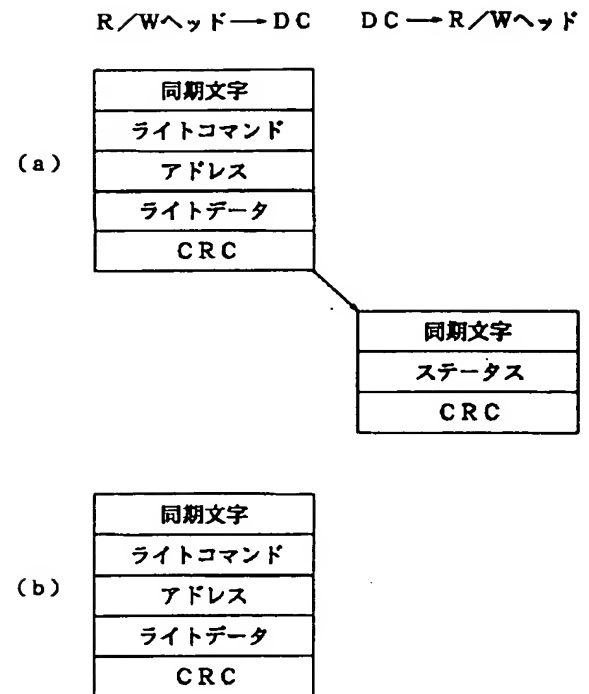 R／Wヘッド→DC DC→R／Wヘッド
(a)
同期文字
ライトコマンド
アドレス
ライトデータ
CRC
同期文字
ステータス
CRC
(b)
同期文字
ライトコマンド
アドレス
ライトデータ
CRC